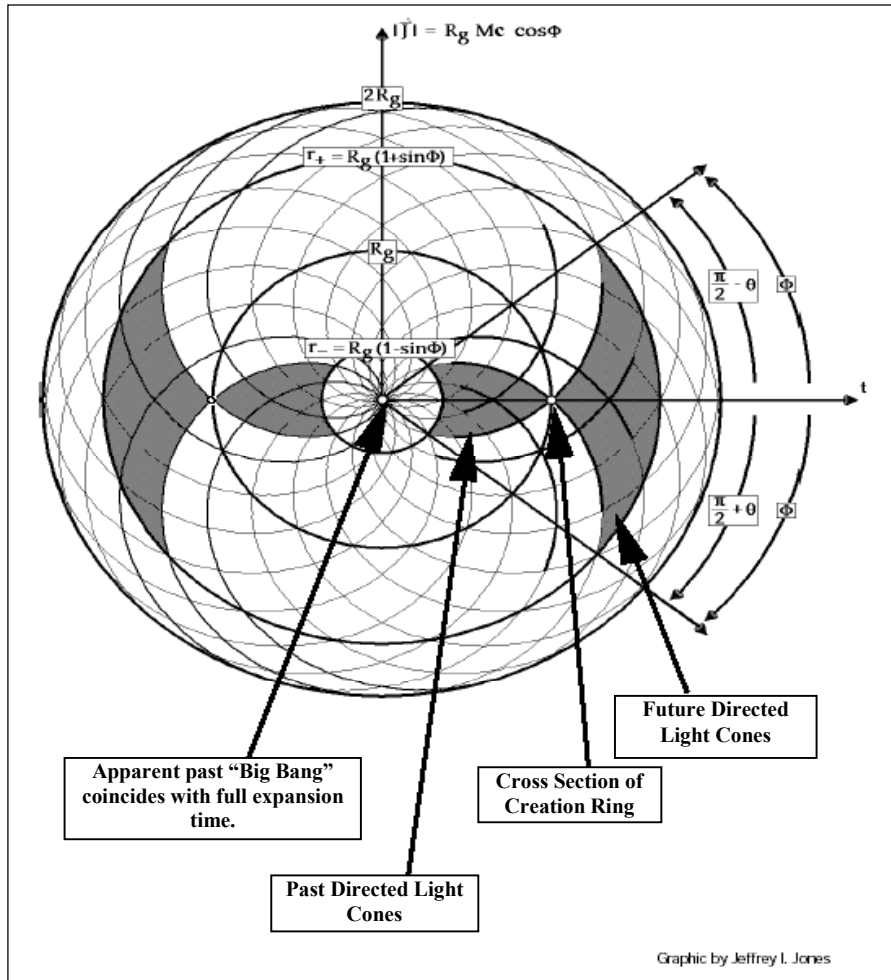 |J⃗| = Rg Mc cosΦ
2Rg
r+ = Rg (1+sinΦ)
Rg
r- = Rg (1-sinΦ)
π/2 - θ
Φ
t
π/2 + θ
Φ
Future Directed
Light Cones
Apparent past “Big Bang”
coincides with full expansion
time.
Cross Section of
Creation Ring
Past Directed Light
Cones
Graphic by Jeffrey I. Jones